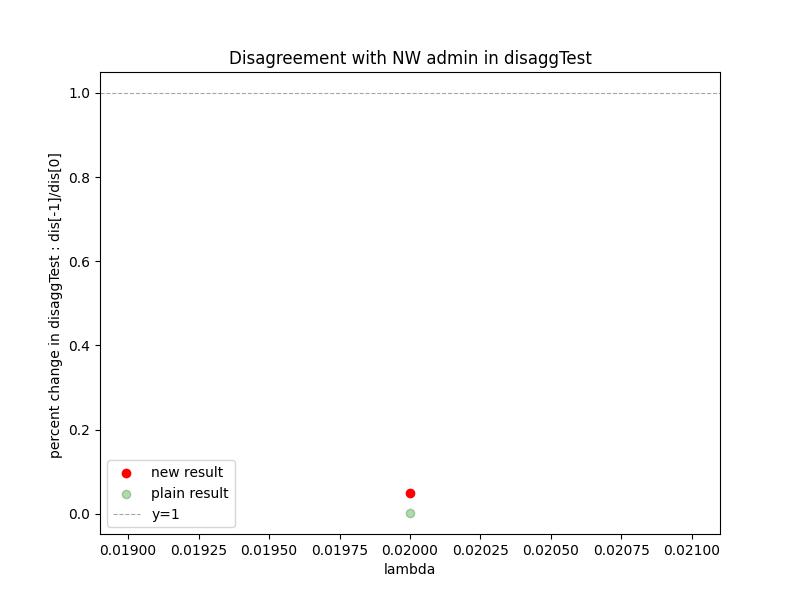 Disagreement with NW admin in disaggTest
percent change in disaggTest : dis[-1]/dis[0]
1.0
0.8
0.6
0.4
0.2
0.0
new result
plain result
y=1
0.01900 0.01925 0.01950 0.01975 0.02000 0.02025 0.02050 0.02075 0.02100
lambda